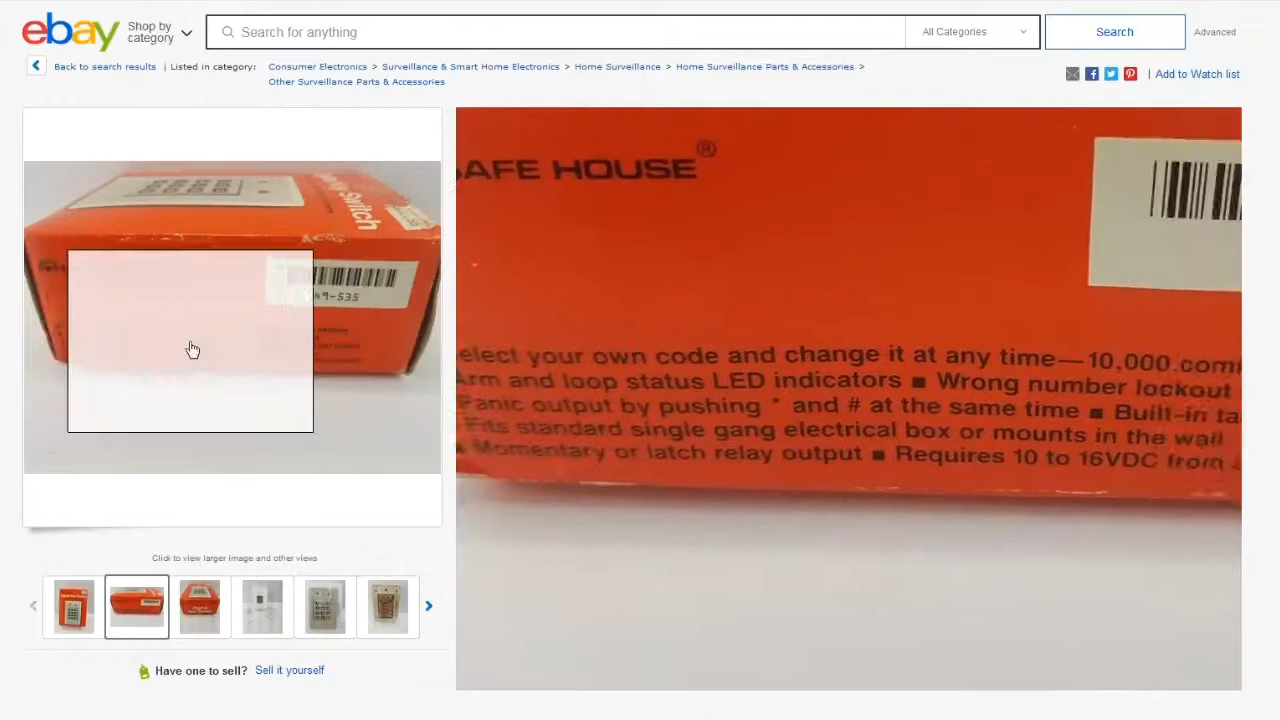 ebay
Shop by
category
Search for anything
All Categories
Search
Advanced
Back to search results | Listed in category: Consumer Electronics > Surveillance & Smart Home Electronics > Home Surveillance > Home Surveillance Parts & Accessories >
Other Surveillance Parts & Accessories
| Add to Watch list
Switch
49-535
AFE HOUSE®
elect your own code and change it at any time—10,000
rm and loop status LED indicators ■ Wrong number lockout
Panic output by pushing * and # at the same time ■ Built-in
Fits standard single gang electrical box or mounts in the wall
■ Momentary or latch relay output ■ Requires 10 to 16VDC from
Click to view larger image and other views
Have one to sell? Sell it yourself